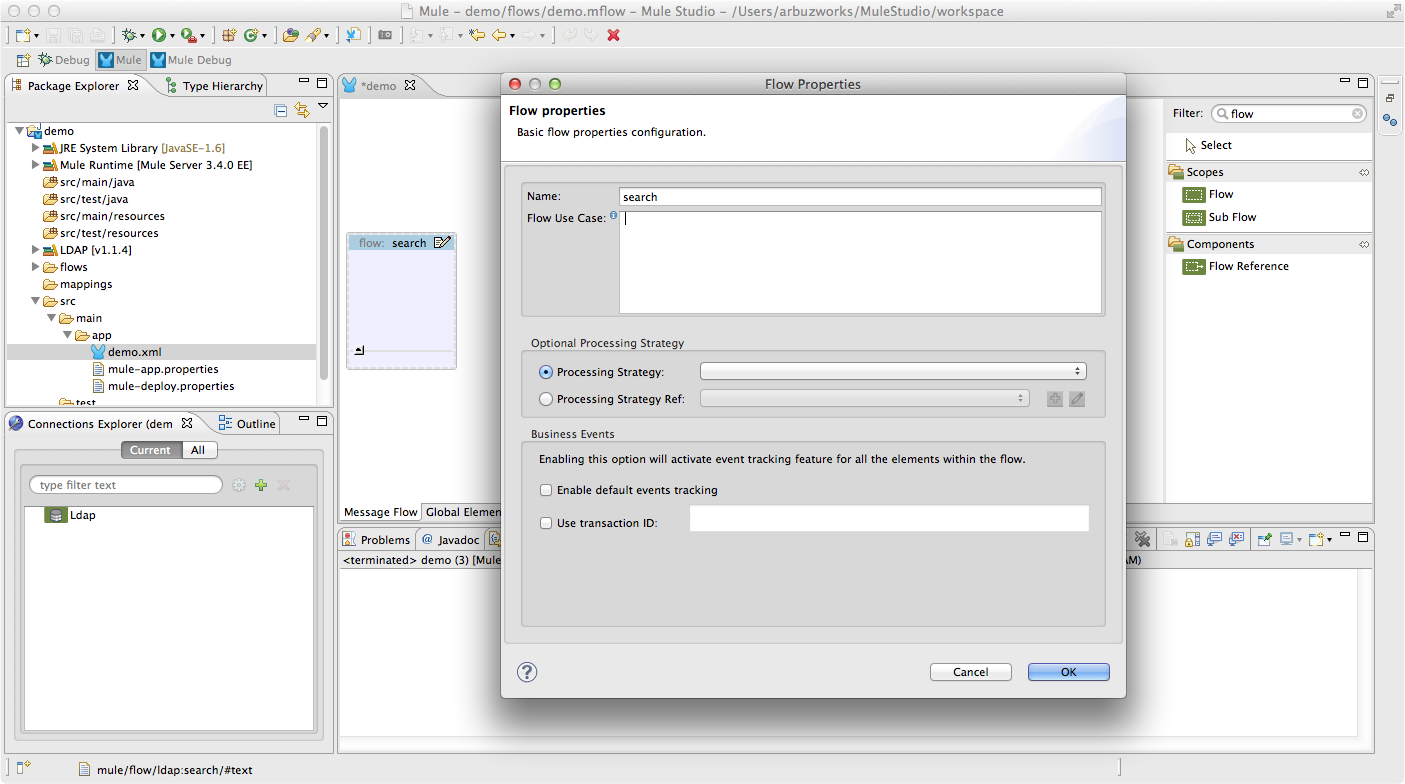 Mule - demo/flows/demo.mflow - Mule Studio - /Users/arbuzworks/MuleStudio/workspace
Debug Mule Mule Debug
Package Explorer Type Hierarchy
demo
JRE System Library [JavaSE-1.6]
Mule Runtime [Mule Server 3.4.0 EE]
src/main/java
src/test/java
src/main/resources
src/test/resources
LDAP [v1.1.4]
flows
mappings
src
main
app
demo.xml
mule-app.properties
mule-deploy.properties
test
Connections Explorer (dem Outline
Current All
type filter text
Ldap
*demo
flow: search
Message Flow Global Elemen
Problems @ Javadoc
<terminated> demo (3) [Mule
AM)
Flow Properties
Flow properties
Basic flow properties configuration.
Name: search
Flow Use Case:
Optional Processing Strategy
Processing Strategy:
Processing Strategy Ref:
Business Events
Enabling this option will activate event tracking feature for all the elements within the flow.
Enable default events tracking
Use transaction ID:
? Cancel OK
Filter: flow
Select
Scopes
Flow
Sub Flow
Components
Flow Reference
mule/flow/ldap:search/#text